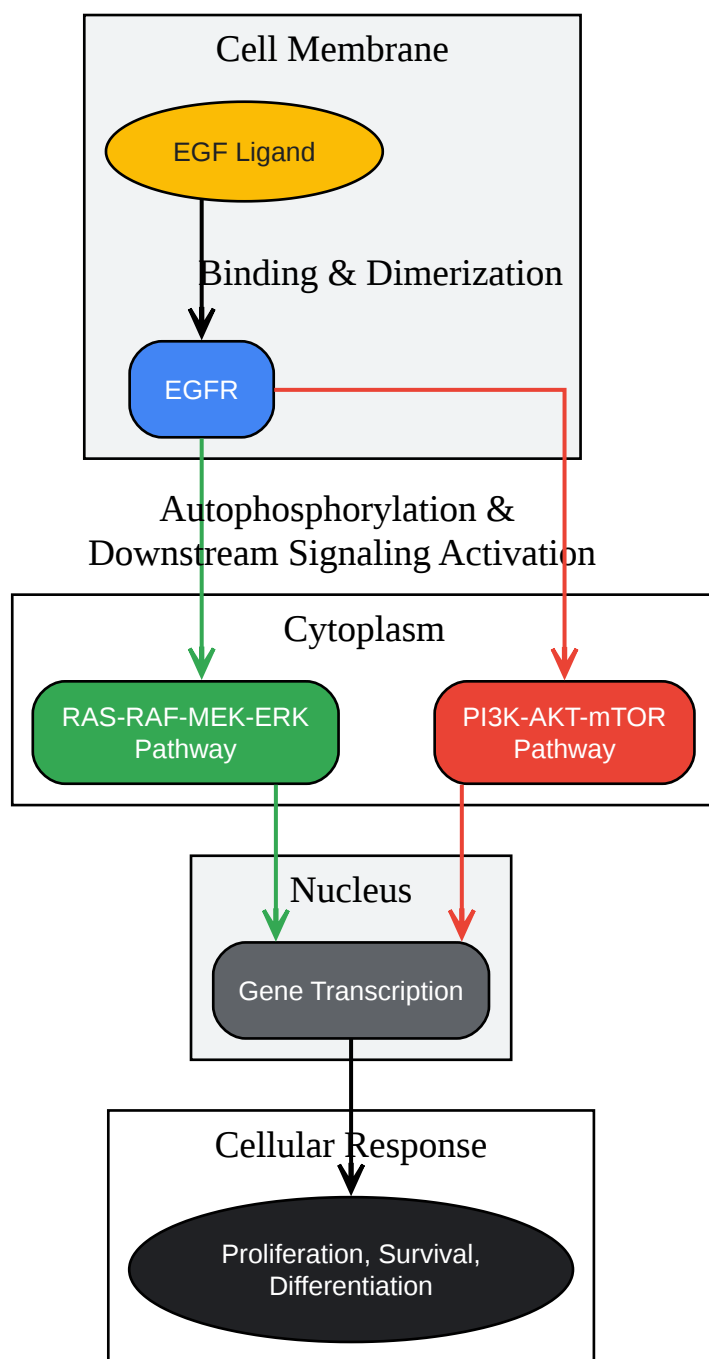 Cell Membrane
EGF Ligand
Binding & Dimerization
EGFR
Autophosphorylation &
Downstream Signaling Activation
Cytoplasm
RAS-RAF-MEK-ERK
Pathway
PI3K-AKT-mTOR
Pathway
Nucleus
Gene Transcription
Cellular Response
Proliferation, Survival,
Differentiation